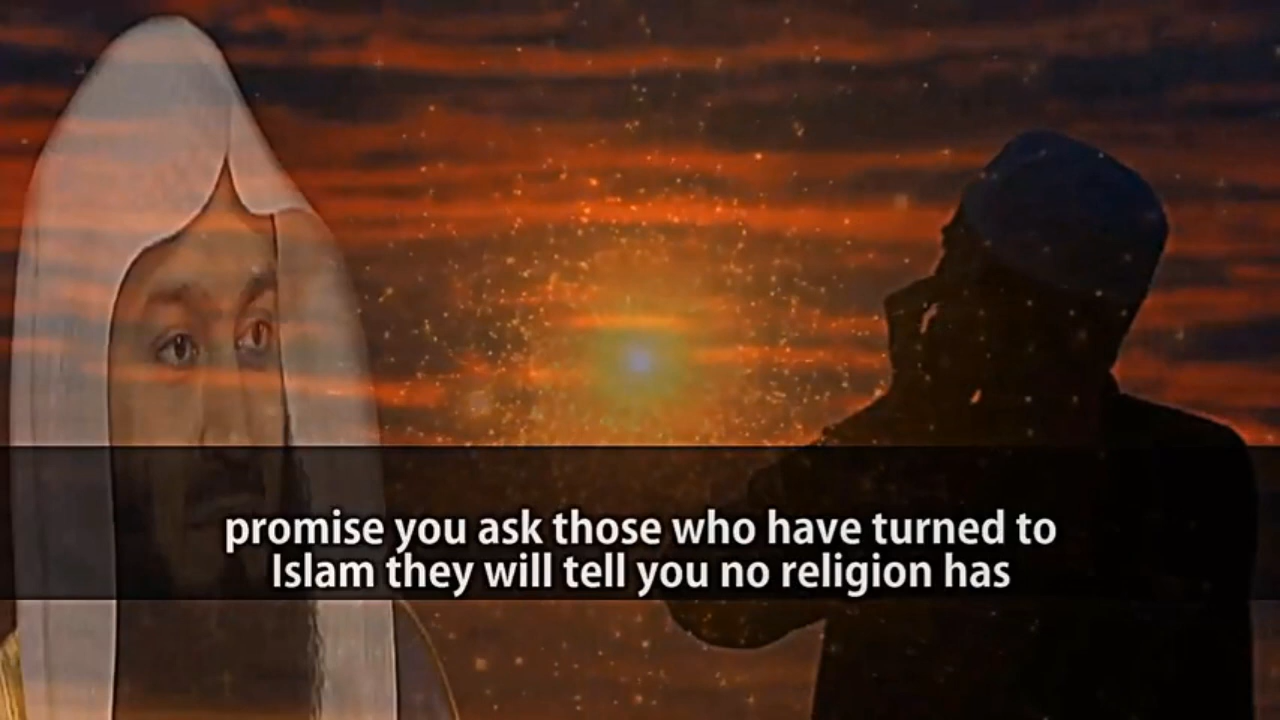 promise you ask those who have turned to
Islam they will tell you no religion has